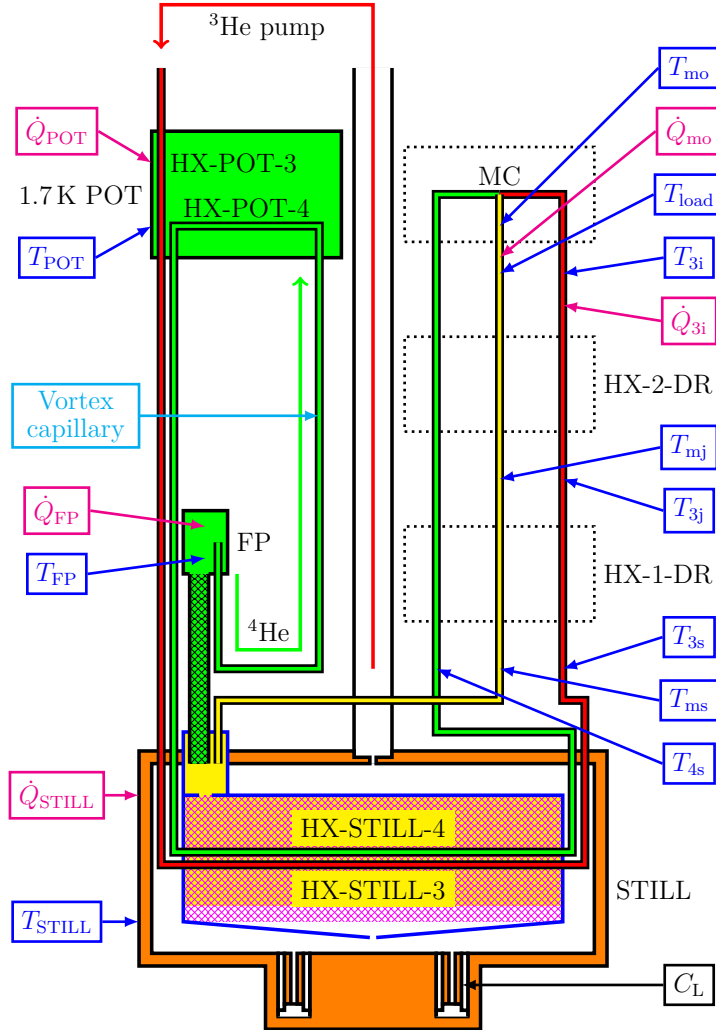 ³He pump
T_mo
Q̇_POT
Q̇_mo
HX-POT-3
MC
1.7 K POT
HX-POT-4
T_load
T_POT
T_3i
Q̇_3i
HX-2-DR
Vortex
capillary
T_mj
Q̇_FP
T_3j
FP
T_FP
HX-1-DR
⁴He
T_3s
T_ms
T_4s
Q̇_STILL
HX-STILL-4
HX-STILL-3
STILL
T_STILL
C_L